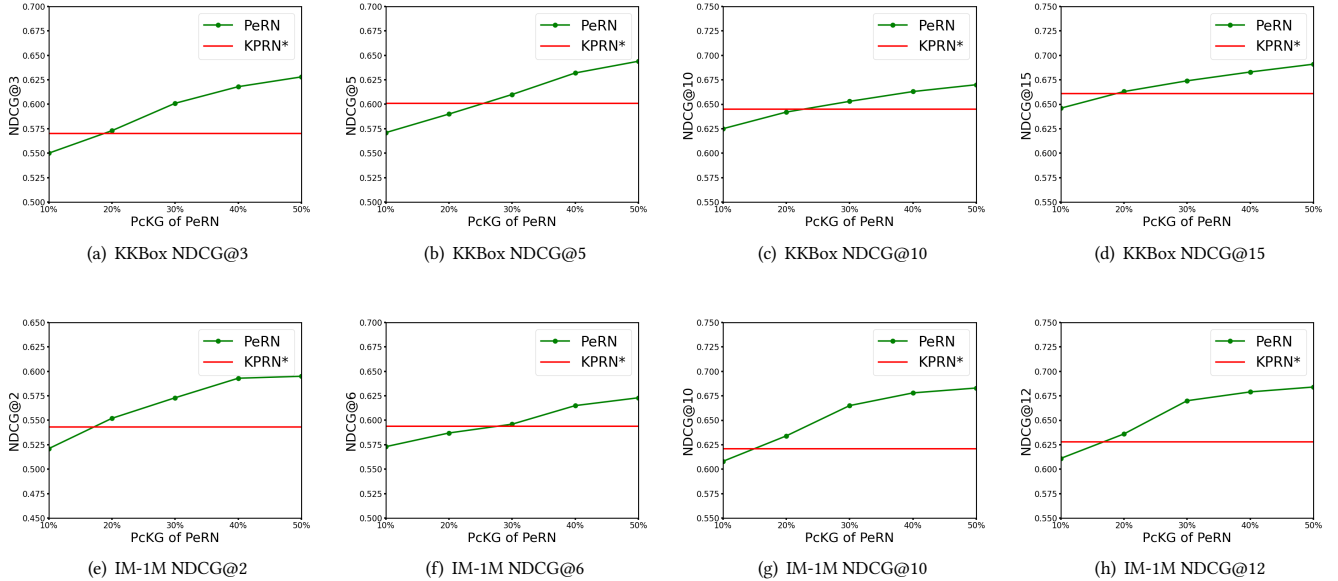 0.700
0.675
0.650
0.625
0.600
0.575
0.550
0.525
0.500
NDCG@3
10% 20% 30% 40% 50%
PcKG of PeRN
PeRN
KPRN*
(a) KKBox NDCG@3
0.700
0.675
0.650
0.625
0.600
0.575
0.550
0.525
0.500
NDCG@5
10% 20% 30% 40% 50%
PcKG of PeRN
PeRN
KPRN*
(b) KKBox NDCG@5
0.750
0.725
0.700
0.675
0.650
0.625
0.600
0.575
0.550
NDCG@10
10% 20% 30% 40% 50%
PcKG of PeRN
PeRN
KPRN*
(c) KKBox NDCG@10
0.750
0.725
0.700
0.675
0.650
0.625
0.600
0.575
0.550
NDCG@15
10% 20% 30% 40% 50%
PcKG of PeRN
PeRN
KPRN*
(d) KKBox NDCG@15
0.650
0.625
0.600
0.575
0.550
0.525
0.500
0.475
0.450
NDCG@2
10% 20% 30% 40% 50%
PcKG of PeRN
PeRN
KPRN*
(e) IM-1M NDCG@2
0.700
0.675
0.650
0.625
0.600
0.575
0.550
0.525
0.500
NDCG@6
10% 20% 30% 40% 50%
PcKG of PeRN
PeRN
KPRN*
(f) IM-1M NDCG@6
0.750
0.725
0.700
0.675
0.650
0.625
0.600
0.575
0.550
NDCG@10
10% 20% 30% 40% 50%
PcKG of PeRN
PeRN
KPRN*
(g) IM-1M NDCG@10
0.750
0.725
0.700
0.675
0.650
0.625
0.600
0.575
0.550
NDCG@12
10% 20% 30% 40% 50%
PcKG of PeRN
PeRN
KPRN*
(h) IM-1M NDCG@12